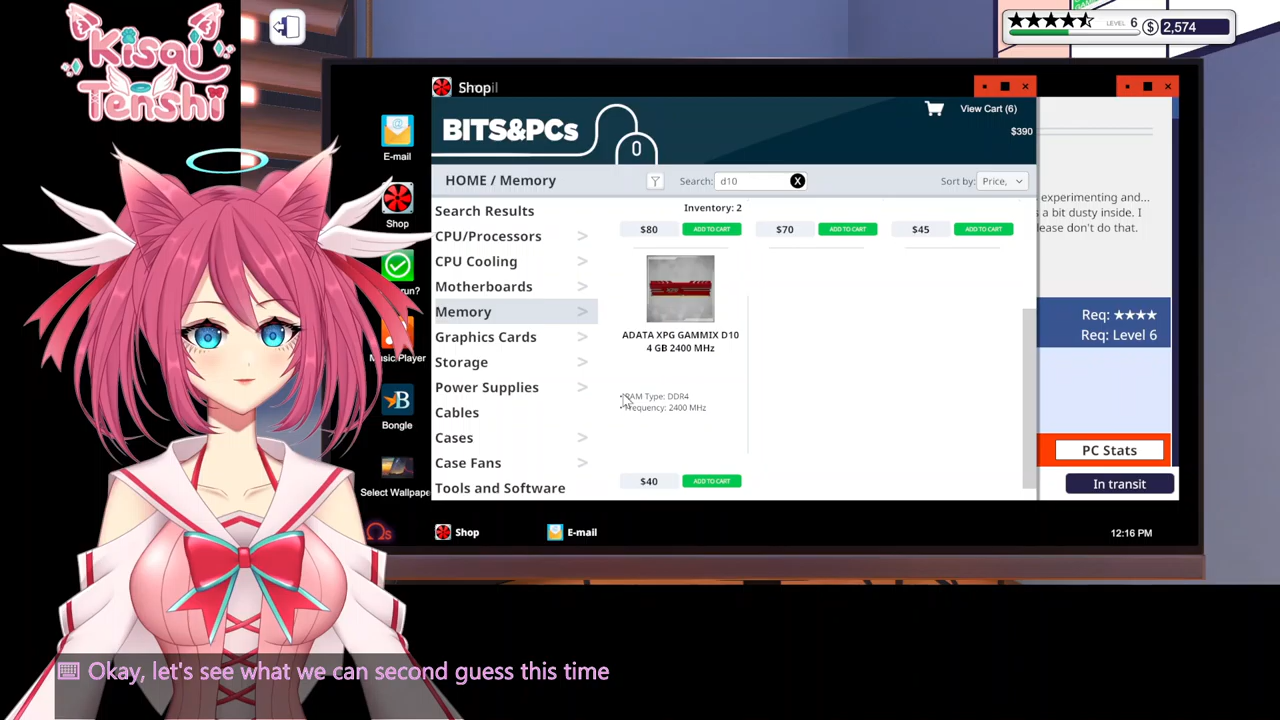 Kisai
Tenshi
LEVEL 6
$ 2,574
Shop
View Cart (6)
BITS&PCs
$390
E-mail
HOME / Memory
Search: d10 X
Sort by: Price,
Inventory: 2
Search Results
CPU/Processors
CPU Cooling
Motherboards
Memory
Graphics Cards
Storage
Power Supplies
Cables
Cases
Case Fans
Tools and Software
$80 ADD TO CART
$70 ADD TO CART
$45 ADD TO CART
ADATA XPG GAMMIX D10
4 GB 2400 MHz
RAM Type: DDR4
Frequency: 2400 MHz
$40 ADD TO CART
experimenting and...
a bit dusty inside. I
please don't do that.
Req: ★★★★
Req: Level 6
PC Stats
In transit
Shop
run?
Music Player
Bongle
Select Wallpape
Ωs
Shop
E-mail
12:16 PM
Okay, let's see what we can second guess this time